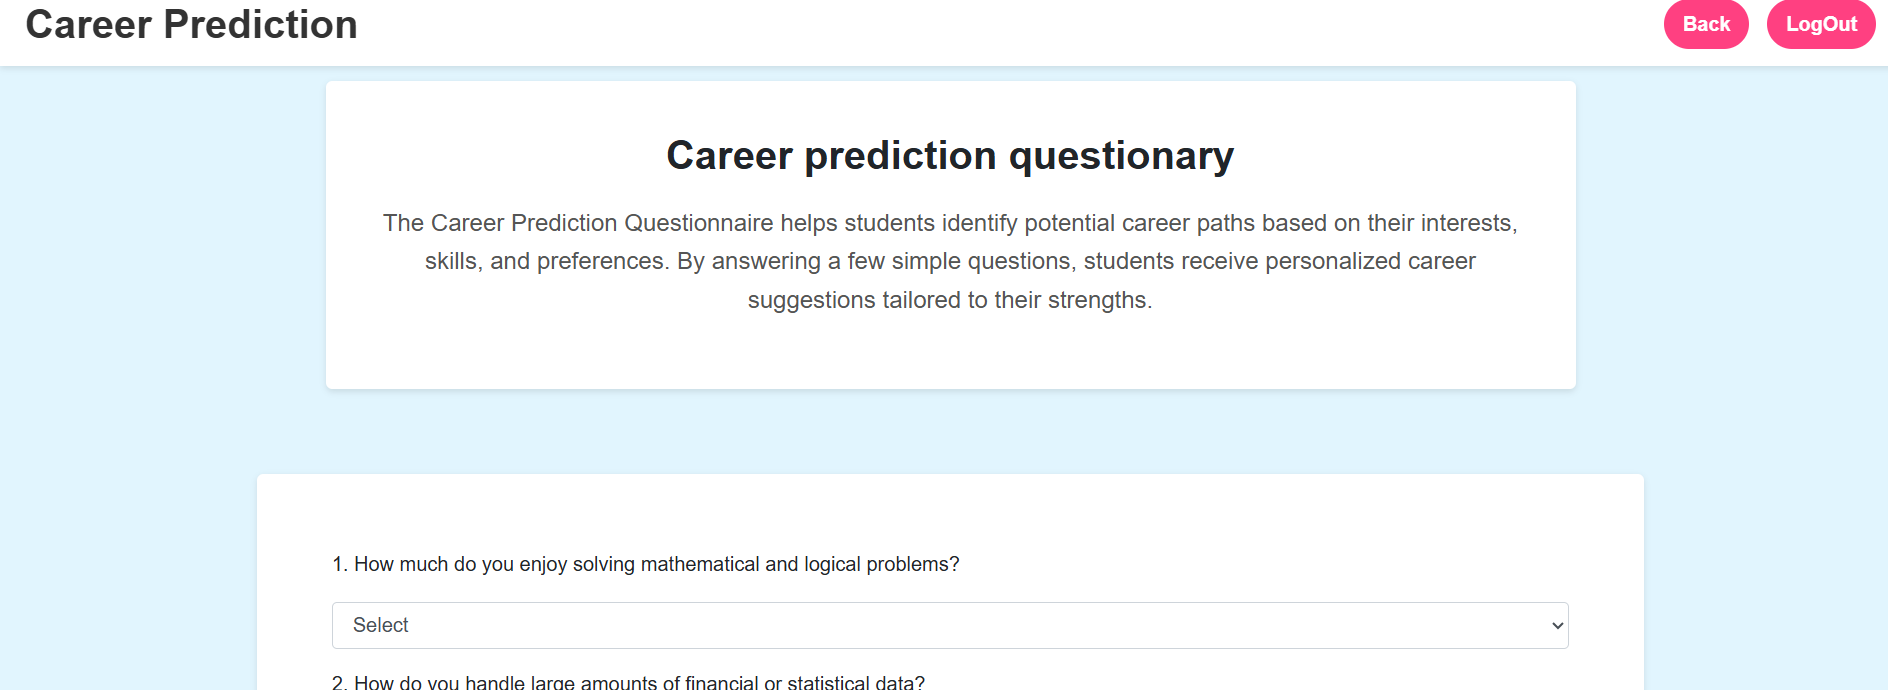 Career Prediction
Back
LogOut
Career prediction questionary
The Career Prediction Questionnaire helps students identify potential career paths based on their interests,
skills, and preferences. By answering a few simple questions, students receive personalized career
suggestions tailored to their strengths.
1. How much do you enjoy solving mathematical and logical problems?
Select
2. How do you handle large amounts of financial or statistical data?